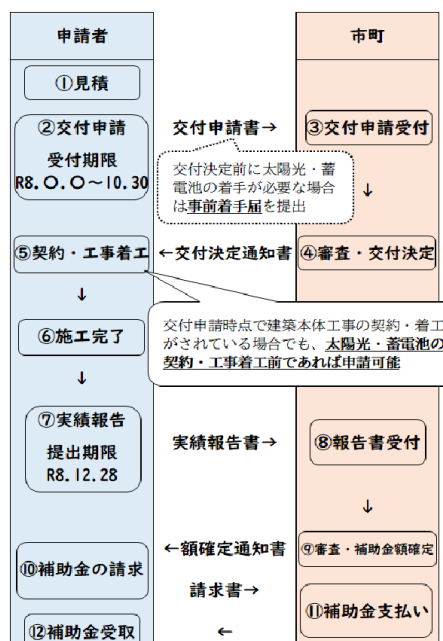 申請者
市町
①見積
②交付申請
受付期限
R8.〇.〇～10.30
交付申請書→
③交付申請受付
交付決定前に太陽光・蓄
電池の着手が必要な場合
は事前着手届を提出
↓
⑤契約・工事着工
←交付決定通知書
④審査・交付決定
↓
交付申請時点で建築本体工事の契約・着工
がされている場合でも、太陽光・蓄電池の
契約・工事着工前であれば申請可能
⑥施工完了
↓
⑦実績報告
提出期限
R8.12.28
実績報告書→
⑧報告書受付
↓
←額確定通知書
⑨審査・補助金額確定
⑩補助金の請求
請求書→
⑪補助金支払い
⑫補助金受取
←